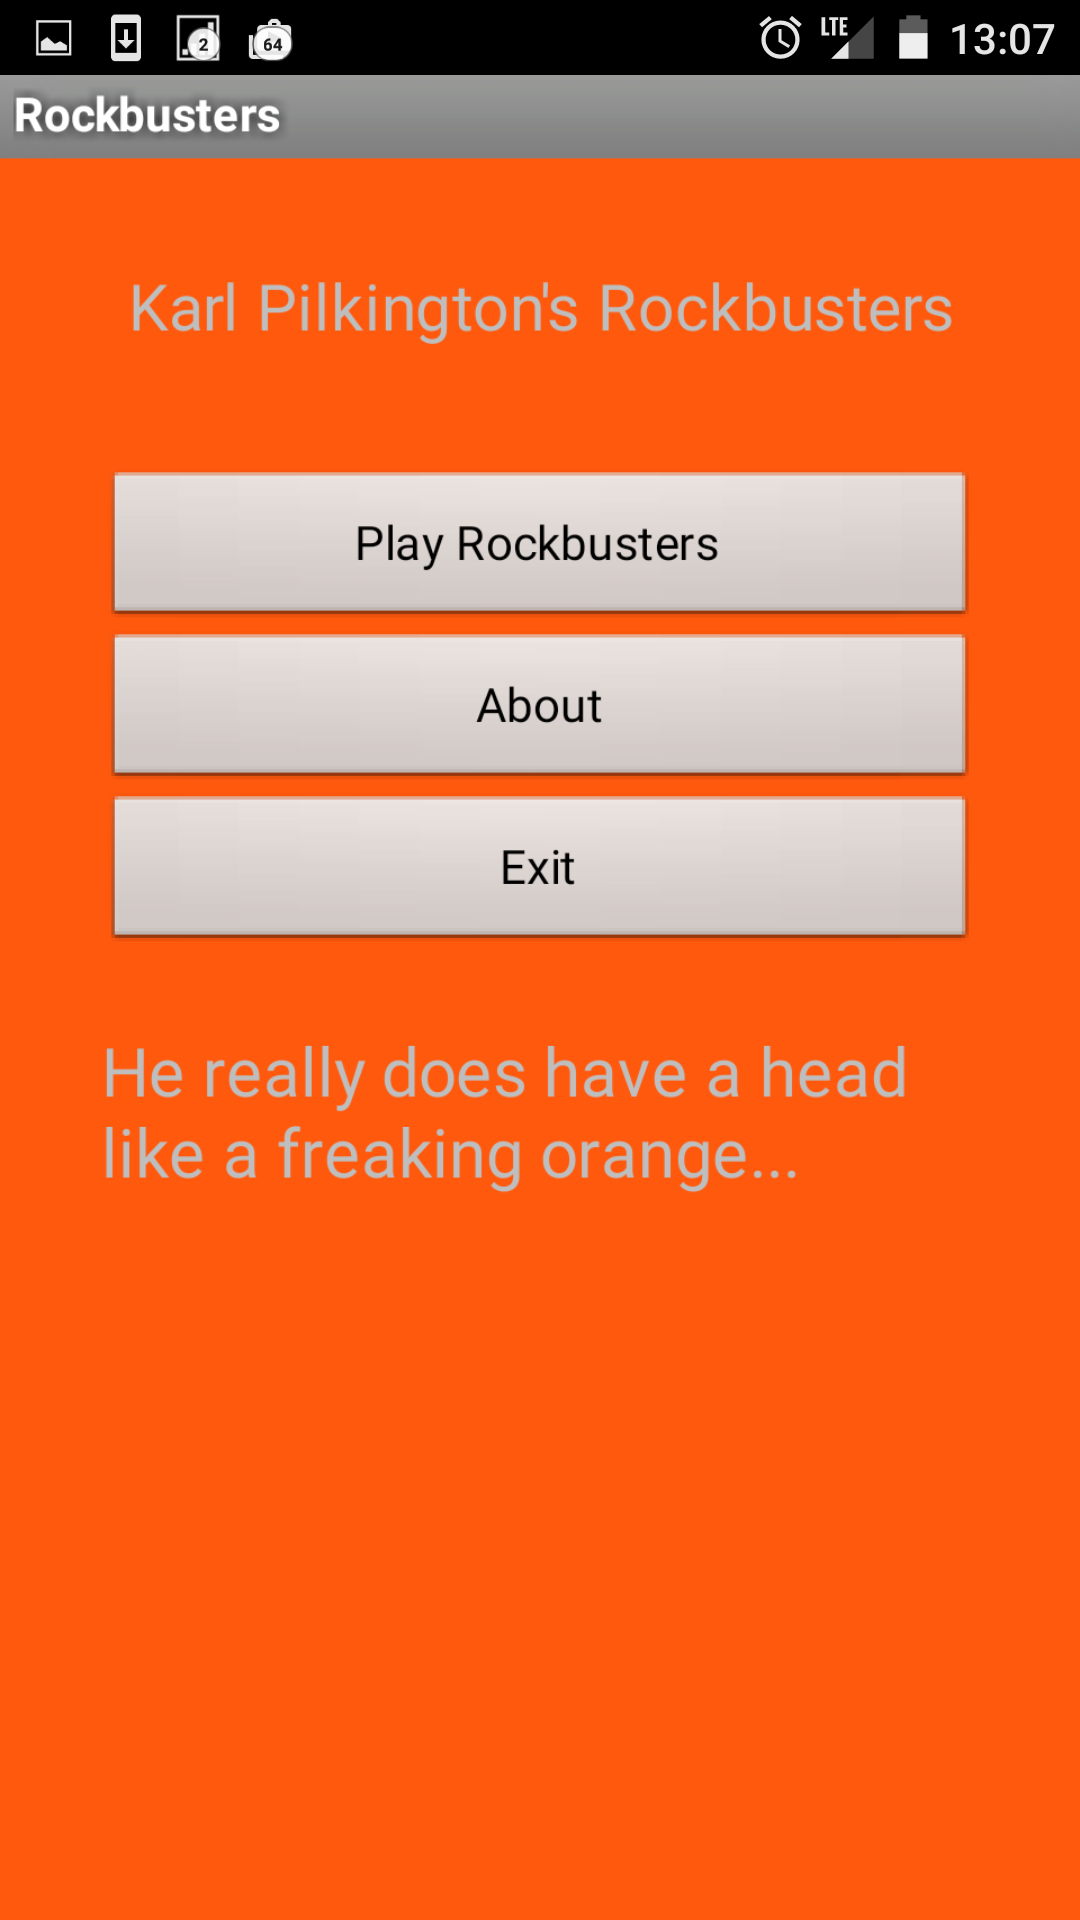 2
64
LTE
13:07
Rockbusters
Karl Pilkington's Rockbusters
Play Rockbusters
About
Exit
He really does have a head
like a freaking orange...